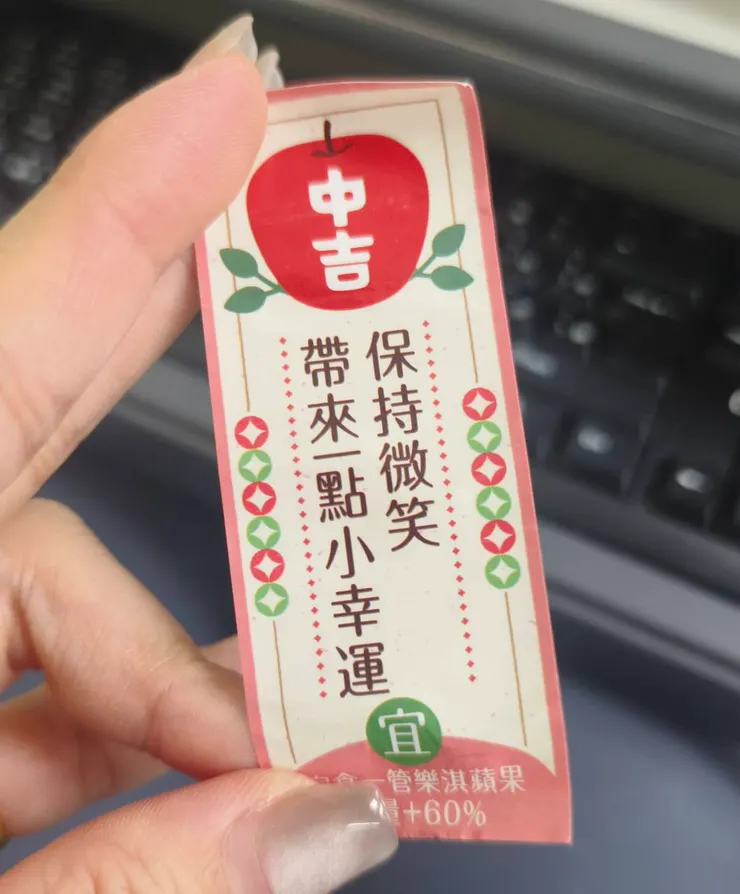 中吉
保持微笑
帶來一點小幸運
宜
一管樂淇蘋果
量+60%